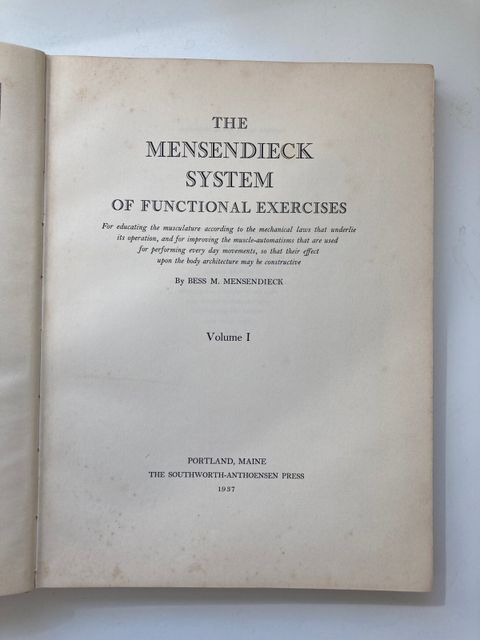 THE
MENSENDIECK
SYSTEM
OF FUNCTIONAL EXERCISES
For educating the musculature according to the mechanical laws that underlie
its operation, and for improving the muscle-automatisms that are used
for performing every day movements, so that their effect
upon the body architecture may be constructive
By BESS M. MENSENDIECK
Volume I
PORTLAND, MAINE
THE SOUTHWORTH-ANTHOENSEN PRESS
1937